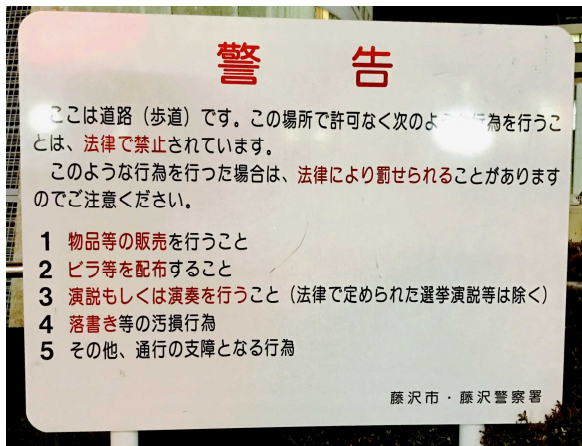 警告
ここは道路（歩道）です。この場所で許可なく次のような行為を行うこ
とは、法律で禁止されています。
このような行為を行った場合は、法律により罰せられることがあります
のでご注意ください。
1 物品等の販売を行うこと
2 ビラ等を配布すること
3 演説もしくは演奏を行うこと（法律で定められた選挙演説等は除く）
4 落書き等の汚損行為
5 その他、通行の支障となる行為
藤沢市・藤沢警察署